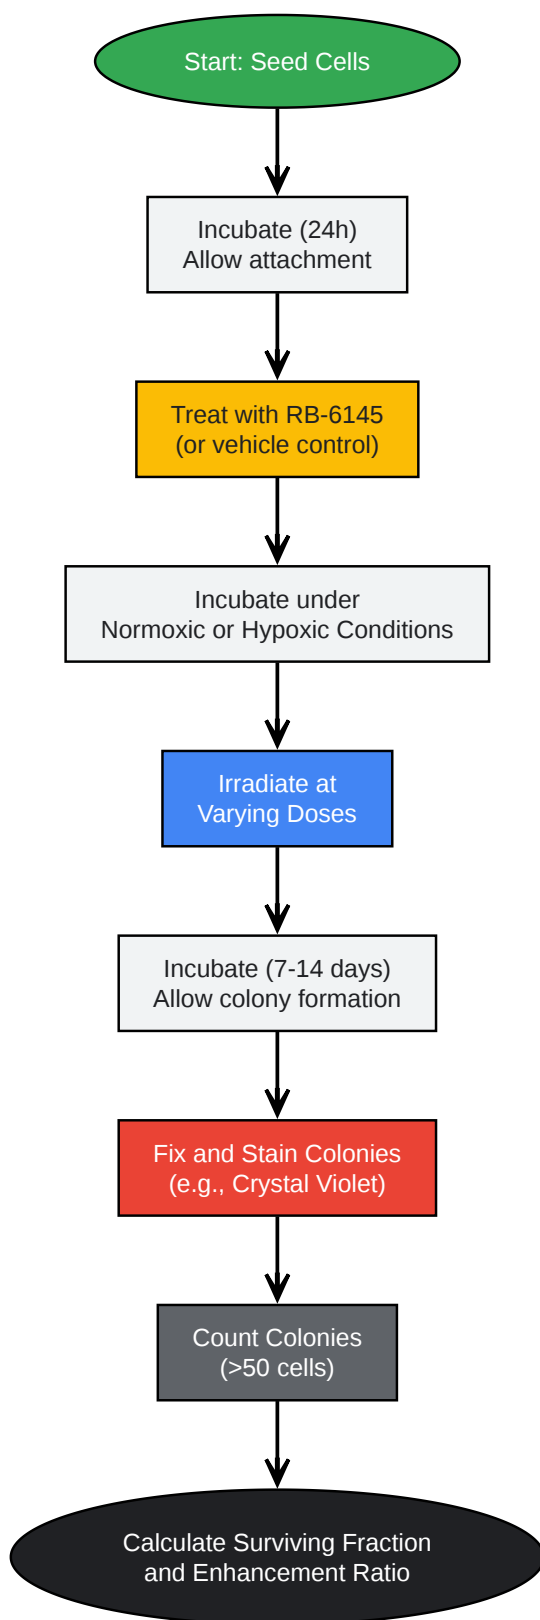 Start: Seed Cells
Incubate (24h)
Allow attachment
Treat with RB-6145
(or vehicle control)
Incubate under
Normoxic or Hypoxic Conditions
Irradiate at
Varying Doses
Incubate (7-14 days)
Allow colony formation
Fix and Stain Colonies
(e.g., Crystal Violet)
Count Colonies
(>50 cells)
Calculate Surviving Fraction
and Enhancement Ratio